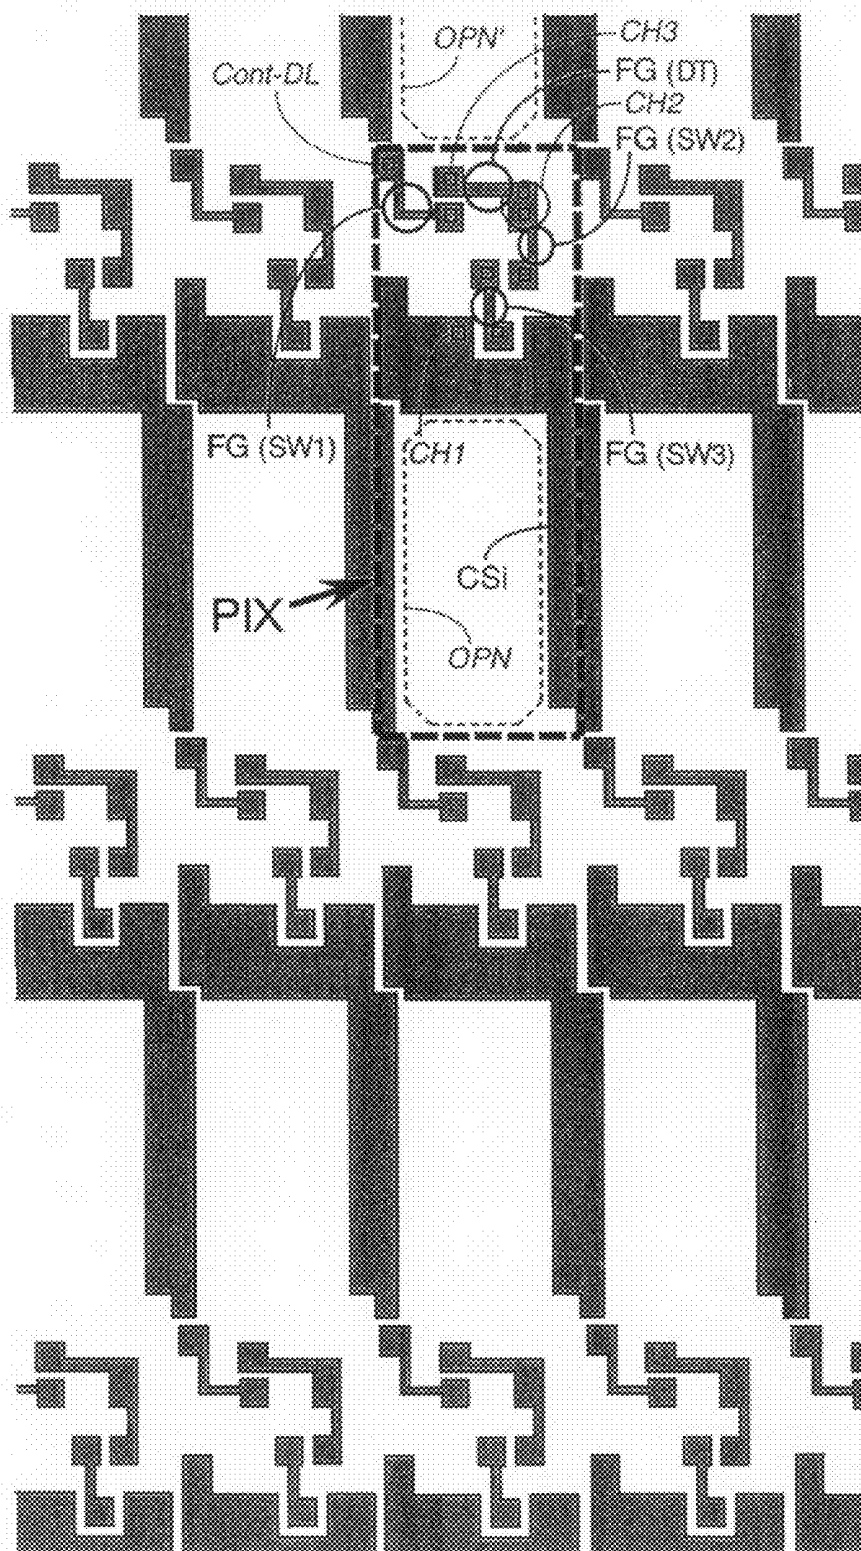 OPN'
CH3
Cont-DL
FG (DT)
CH2
FG (SW2)
FG (SW1)
CH1
FG (SW3)
CSi
PIX
OPN